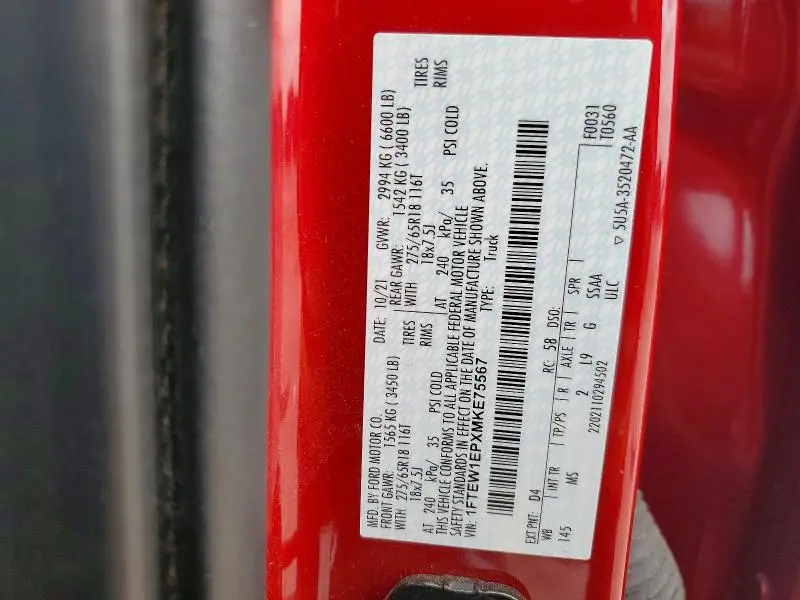 MFD. BY FORD MOTOR CO.
DATE: 10/21 GVWR: 2994 KG ( 6600 LB)
FRONT GAWR: 1565 KG ( 3450 LB) REAR GAWR: 1542 KG ( 3400 LB)
WITH 275/65R18 116T TIRES WITH 275/65R18 116T TIRES
18x7.5J RIMS 18x7.5J RIMS
AT 240 kPa/ 35 PSI COLD AT 240 kPa/ 35 PSI COLD
THIS VEHICLE CONFORMS TO ALL APPLICABLE FEDERAL MOTOR VEHICLE
SAFETY STANDARDS IN EFFECT ON THE DATE OF MANUFACTURE SHOWN ABOVE.
VIN: 1FTEW1EPXMKE75567 TYPE: Truck
F0031
T0560
EXT PNT: D4 RC: 58 DSO:
WB INT TR TP/PS R AXLE TR SPR
145 MS 2 L9 G SSAA
2202110294502 ULC
▽ 5U5A-3520472-AA